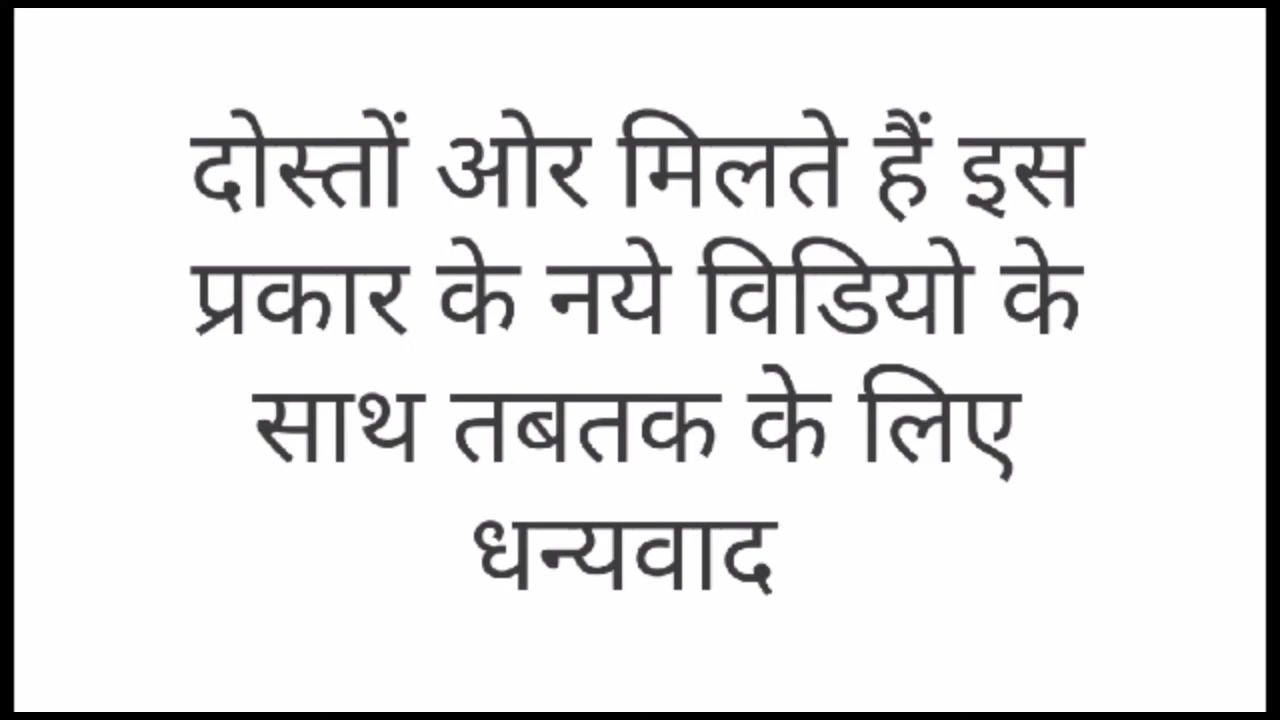 दोस्तों ओर मिलते हैं इस
प्रकार के नये विडियो के
साथ तबतक के लिए
धन्यवाद